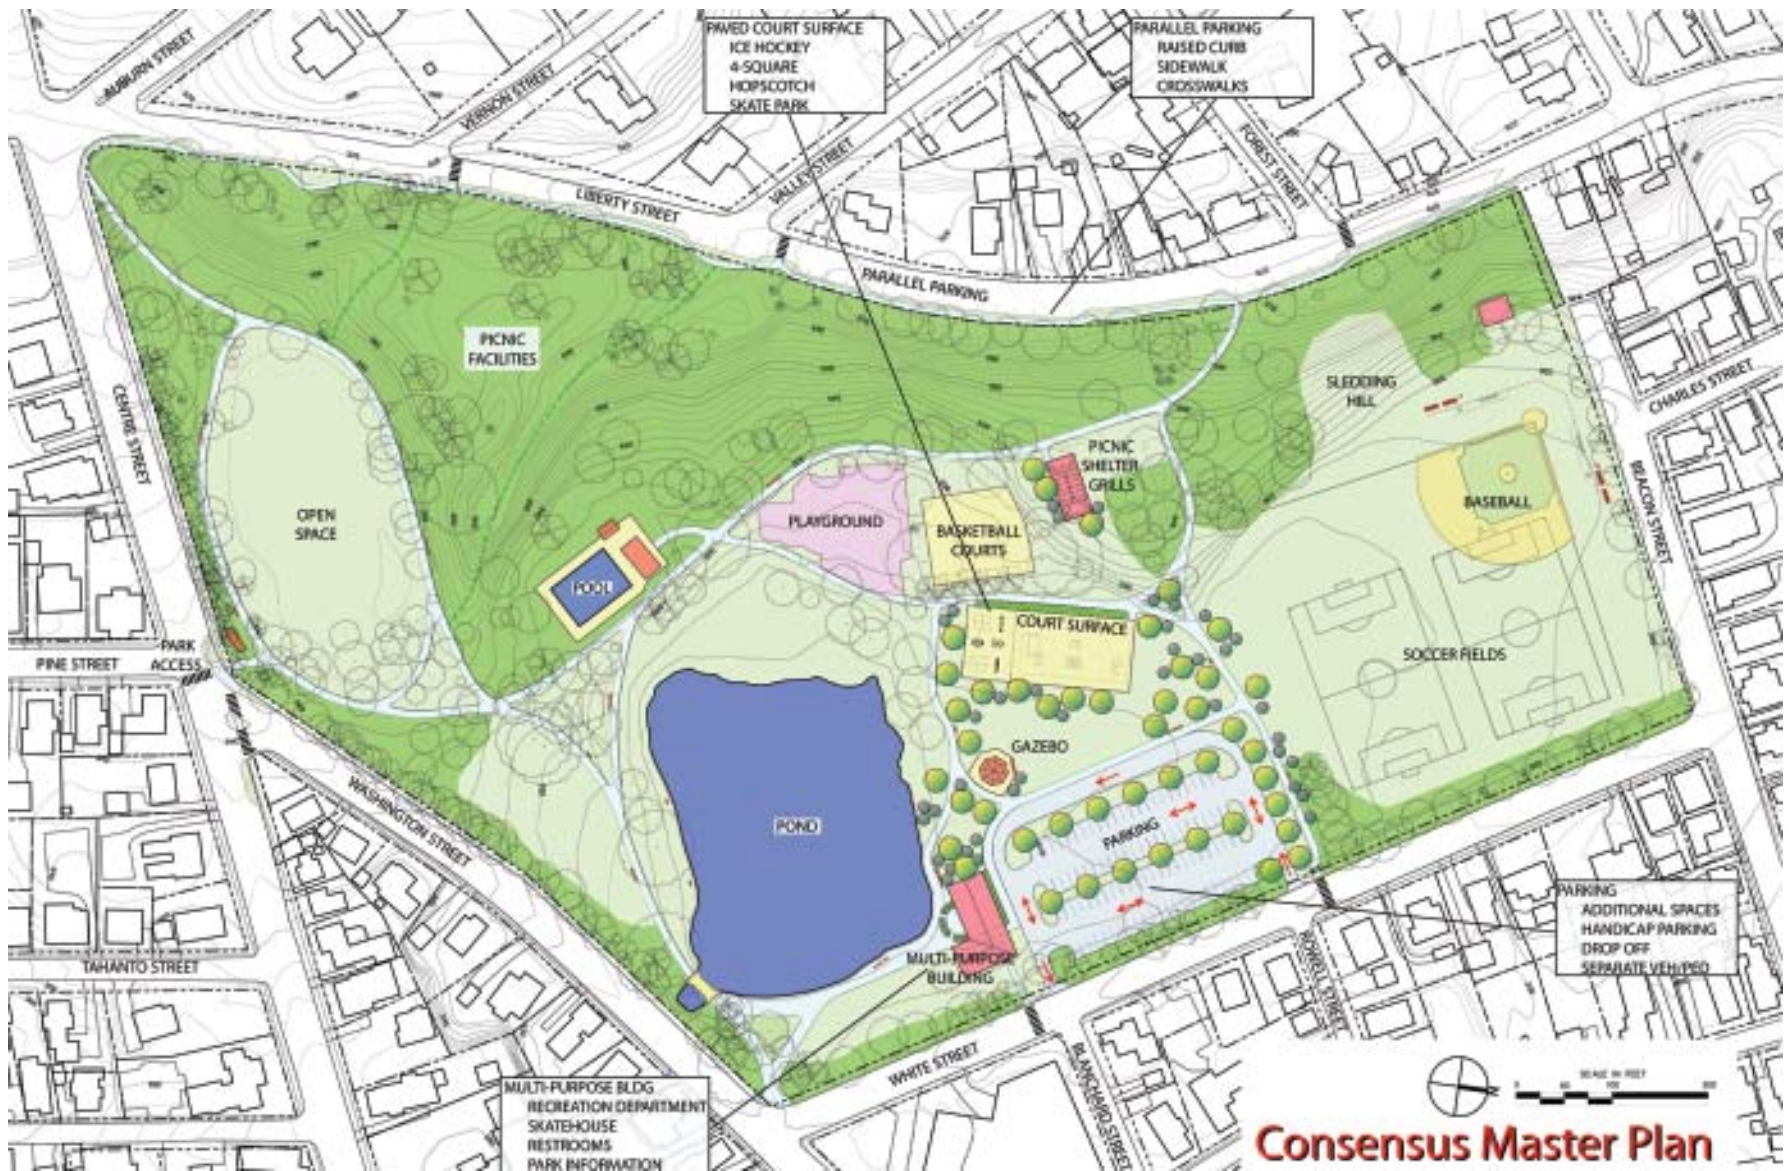 PAVED COURT SURFACE
ICE HOCKEY
4-SQUARE
HOPSCOTCH
SKATE PARK
PARALLEL PARKING
RAISED CURB
SIDEWALK
CROSSWALKS
AUBURN STREET
VERNON STREET
LIBERTY STREET
VALLEY STREET
FOREST STREET
PARALLEL PARKING
PICNIC
FACILITIES
SLEDDING
HILL
CHARLES STREET
CENTRE STREET
OPEN
SPACE
PICNIC
SHELTER
GRILLS
PLAYGROUND
BASKETBALL
COURTS
BASEBALL
BEACON STREET
POOL
COURT SURFACE
SOCCER FIELDS
PINE STREET
PARK
ACCESS
GAZEBO
WASHINGTON STREET
POND
PARKING
PARKING
ADDITIONAL SPACES
HANDICAP PARKING
DROP OFF
SEPARATE VEH/PED
TAHANTO STREET
MULTI-PURPOSE
BUILDING
ROWELL STREET
WHITE STREET
BLANCHARD STREET
MULTI-PURPOSE BLDG
RECREATION DEPARTMENT
SKATEHOUSE
RESTROOMS
PARK INFORMATION
SCALE IN FEET
Consensus Master Plan